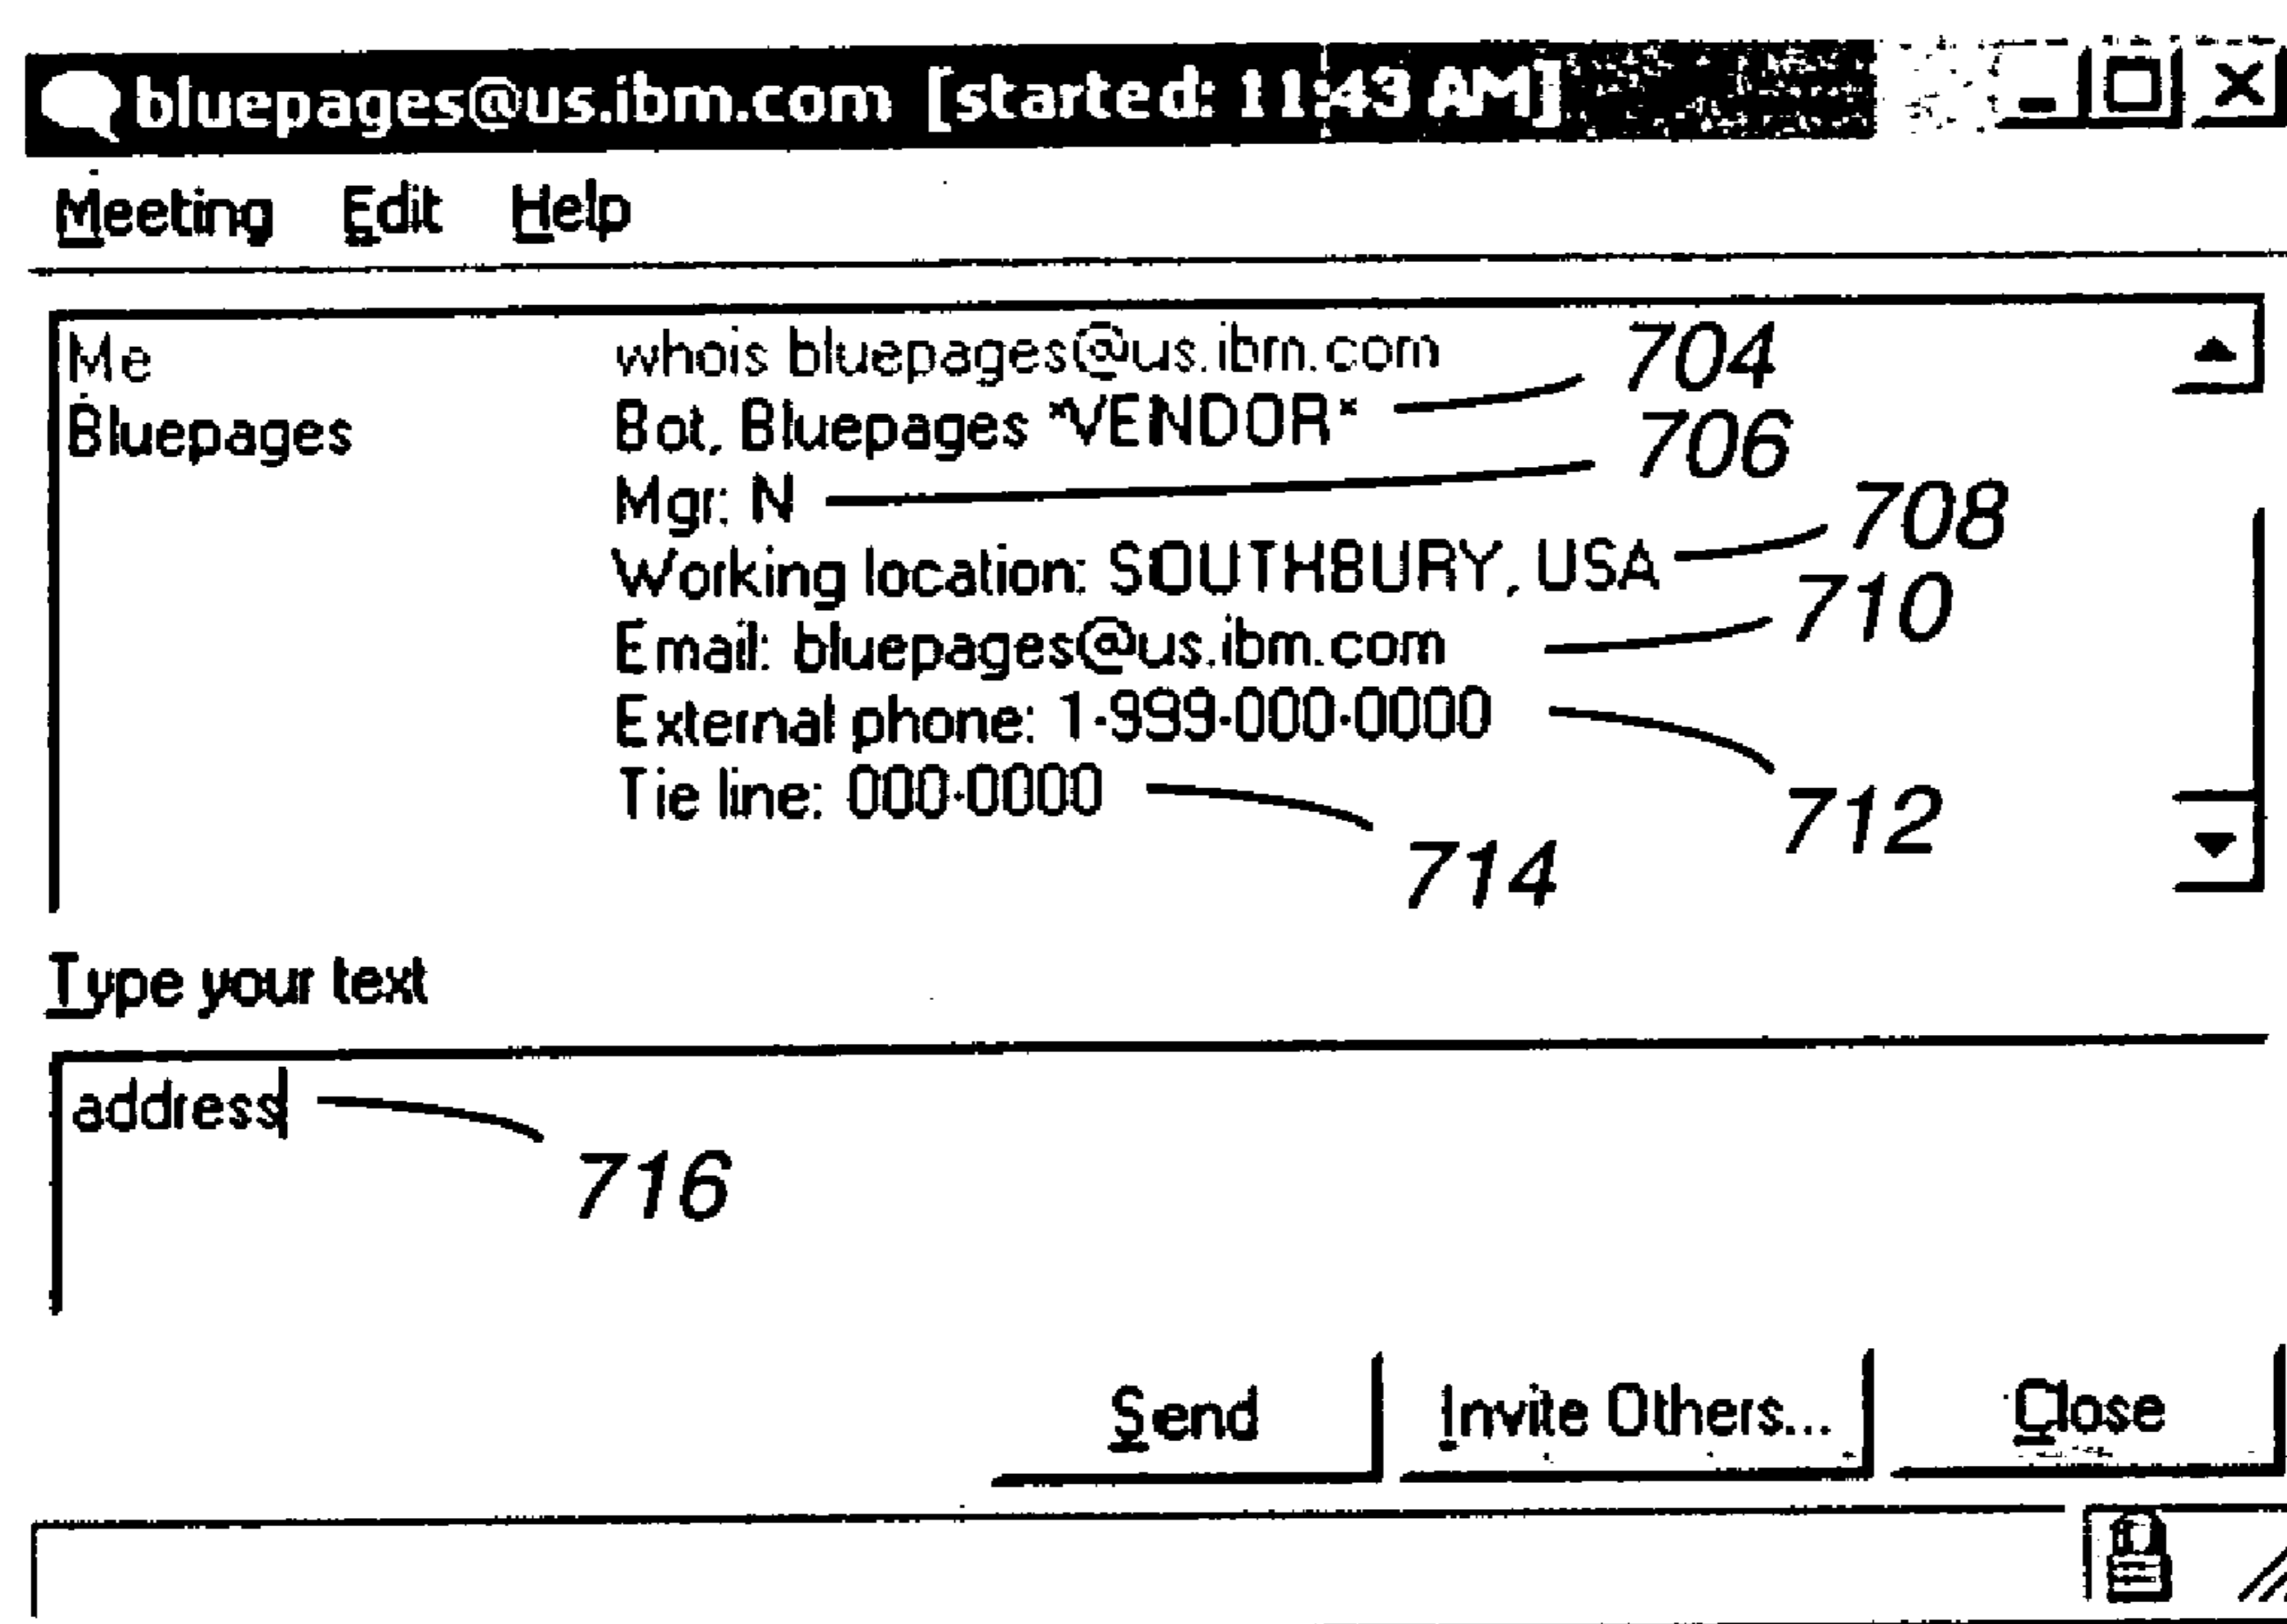 bluepages@us.ibm.com [started: 11:43 AM]
Meeting Edit Help
Me whois bluepages@us.ibm.com 704
Bluepages Bot, Bluepages *VENDOR*
706
Mgr: N
708
Working location: SOUTHBURY, USA
710
Email: bluepages@us.ibm.com
External phone: 1-999-000-0000
Tie line: 000-0000
712
714
Type your text
address
716
Send Invite Others... Close